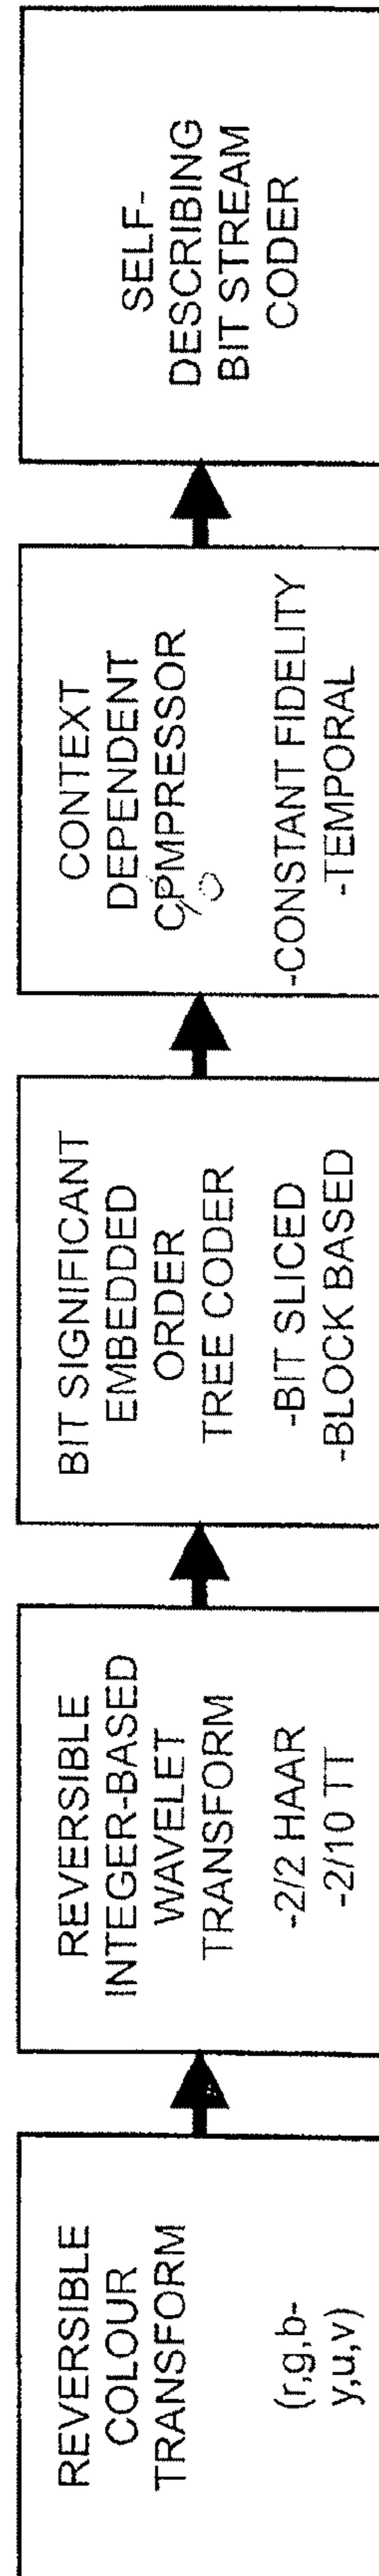 REVERSIBLE
COLOUR
TRANSFORM
(r,g,b-
y,u,v)
REVERSIBLE
INTEGER-BASED
WAVELET
TRANSFORM
-2/2 HAAR
-2/10 TT
BIT SIGNIFICANT
EMBEDDED
ORDER
TREE CODER
-BIT SLICED
-BLOCK BASED
CONTEXT
DEPENDENT
CPMPRESSOR
o
-CONSTANT FIDELITY
-TEMPORAL
SELF-
DESCRIBING
BIT STREAM
CODER